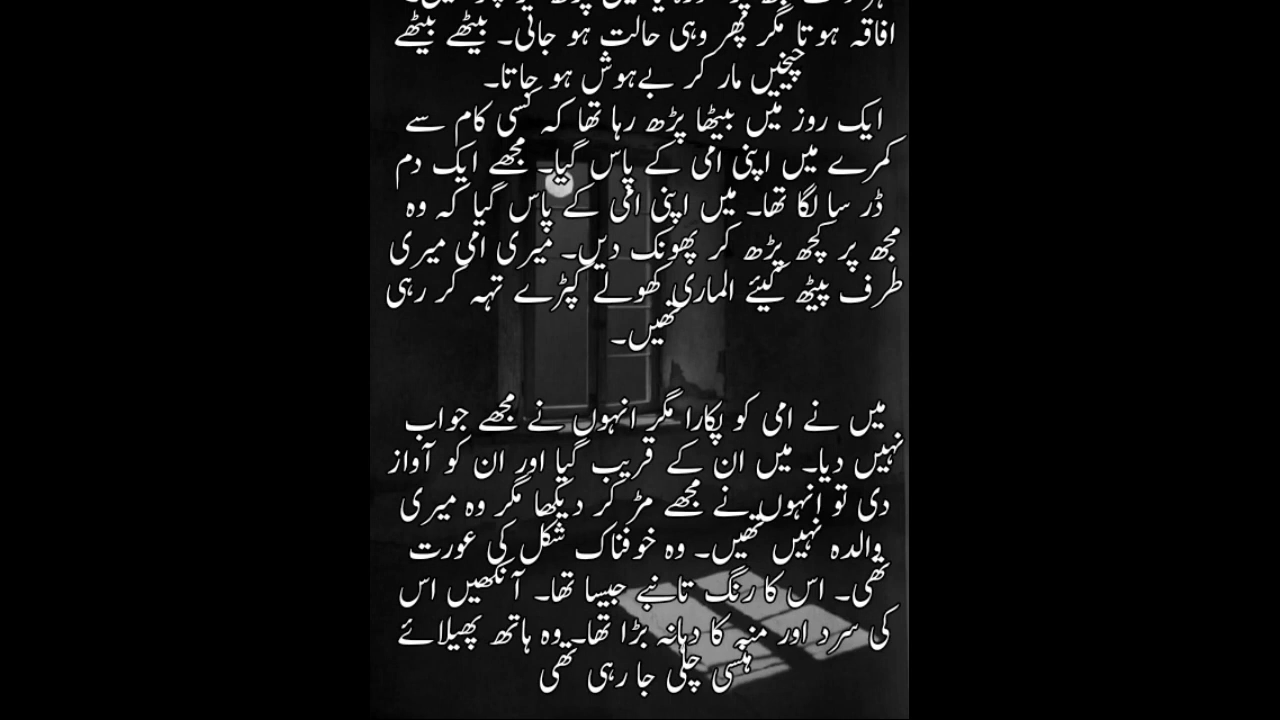 افاقہ ہوتا مگر پھر وہی حالت ہو جاتی۔ بیٹھے بیٹھے
چیخیں مار کر بےہوش ہو جاتا۔
ایک روز میں بیٹھا پڑھ رہا تھا کہ کسی کام سے
کمرے میں اپنی امی کے پاس گیا۔ مجھے ایک دم
ڈر سا لگا تھا۔ میں اپنی امی کے پاس گیا کہ وہ
مجھ پر کچھ پڑھ کر پھونک دیں۔ میری امی میری
طرف پیٹھ کیئے الماری کھولے کپڑے تہہ کر رہی
تھیں۔
میں نے امی کو پکارا مگر انہوں نے مجھے جواب
نہیں دیا۔ میں ان کے قریب گیا اور ان کو آواز
دی تو انہوں نے مجھے مڑ کر دیکھا مگر وہ میری
والدہ نہیں تھیں۔ وہ خوفناک شکل کی عورت
تھی۔ اس کا رنگ تانبے جیسا تھا۔ آنکھیں اس
کی سرد اور منہ کا دہانہ بڑا تھا۔ وہ ہاتھ پھیلائے
ہنسی چلی جا رہی تھی